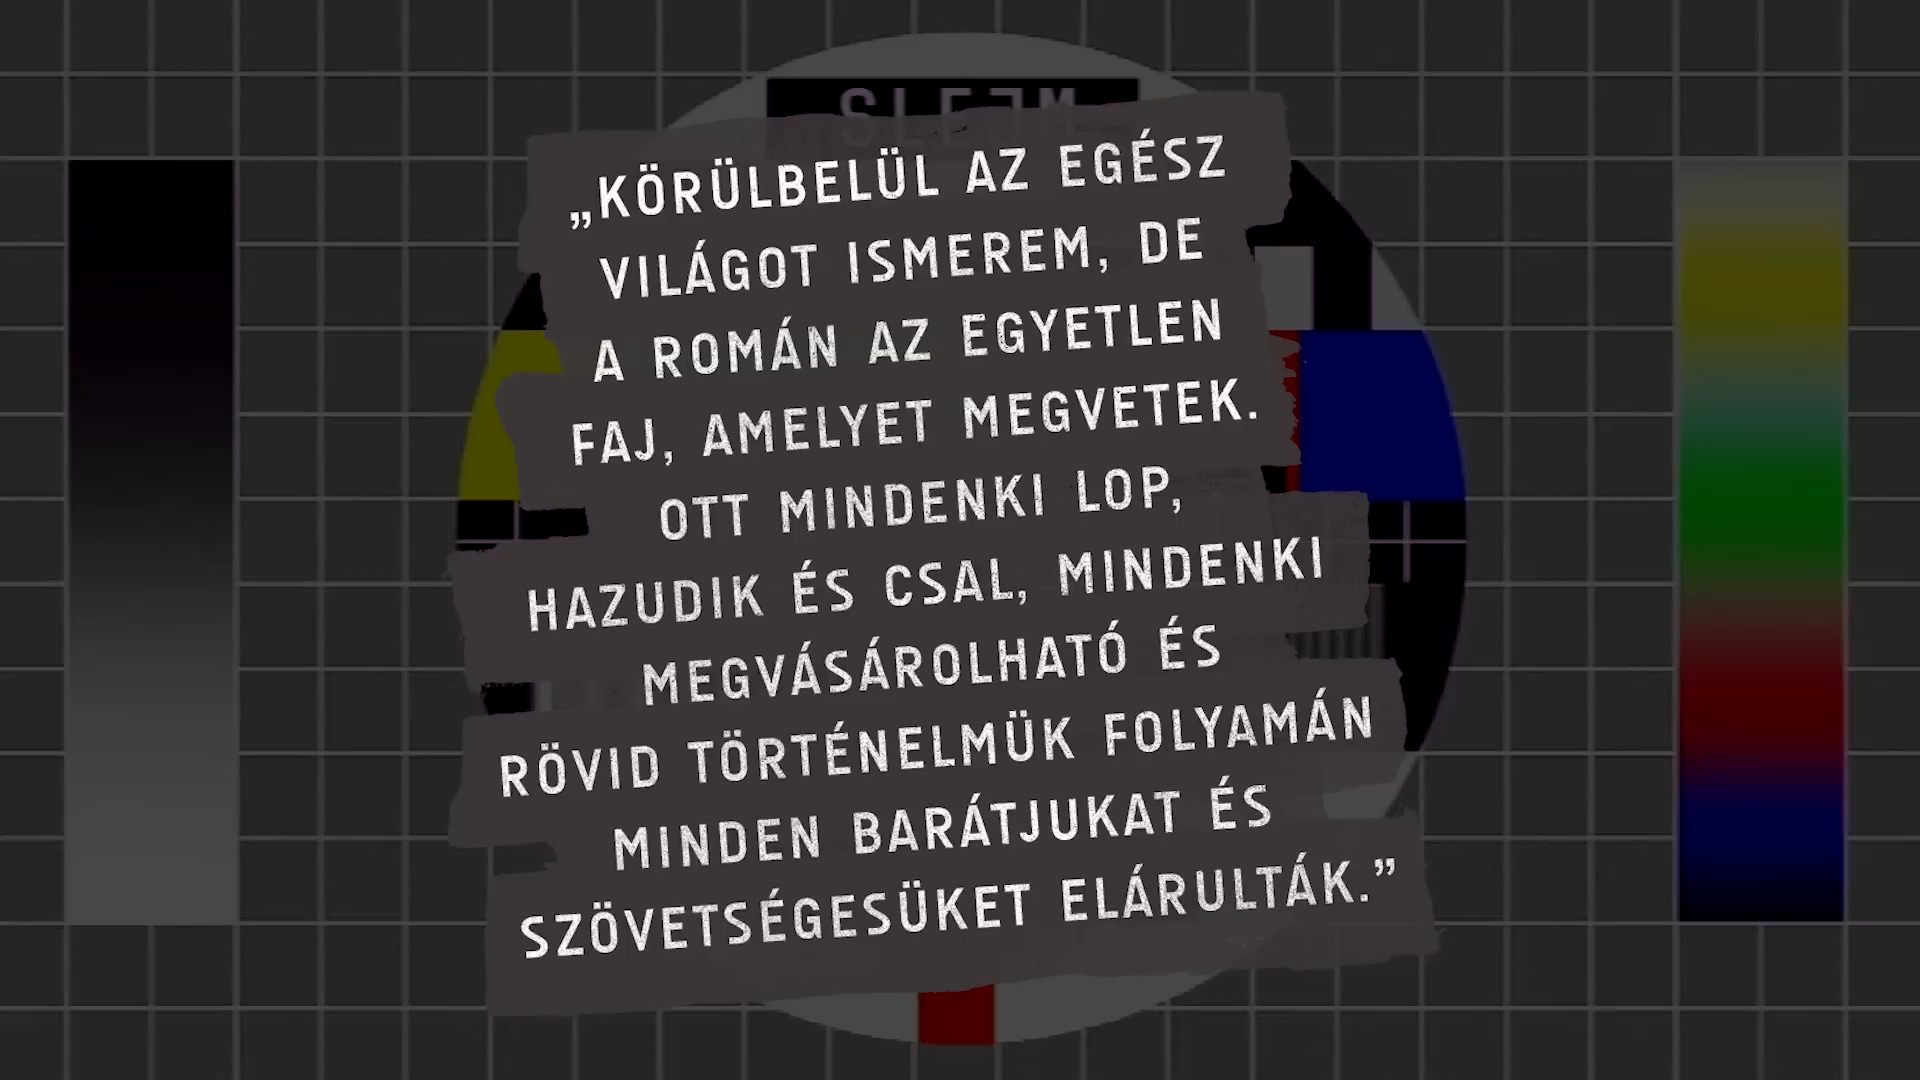 „KÖRÜLBELÜL AZ EGÉSZ
VILÁGOT ISMEREM, DE
A ROMÁN AZ EGYETLEN
FAJ, AMELYET MEGVETEK.
OTT MINDENKI LOP,
HAZUDIK ÉS CSAL, MINDENKI
MEGVÁSÁROLHATÓ ÉS
RÖVID TÖRTÉNELMÜK FOLYAMÁN
MINDEN BARÁTJUKAT ÉS
SZÖVETSÉGESÜKET ELÁRULTÁK.”